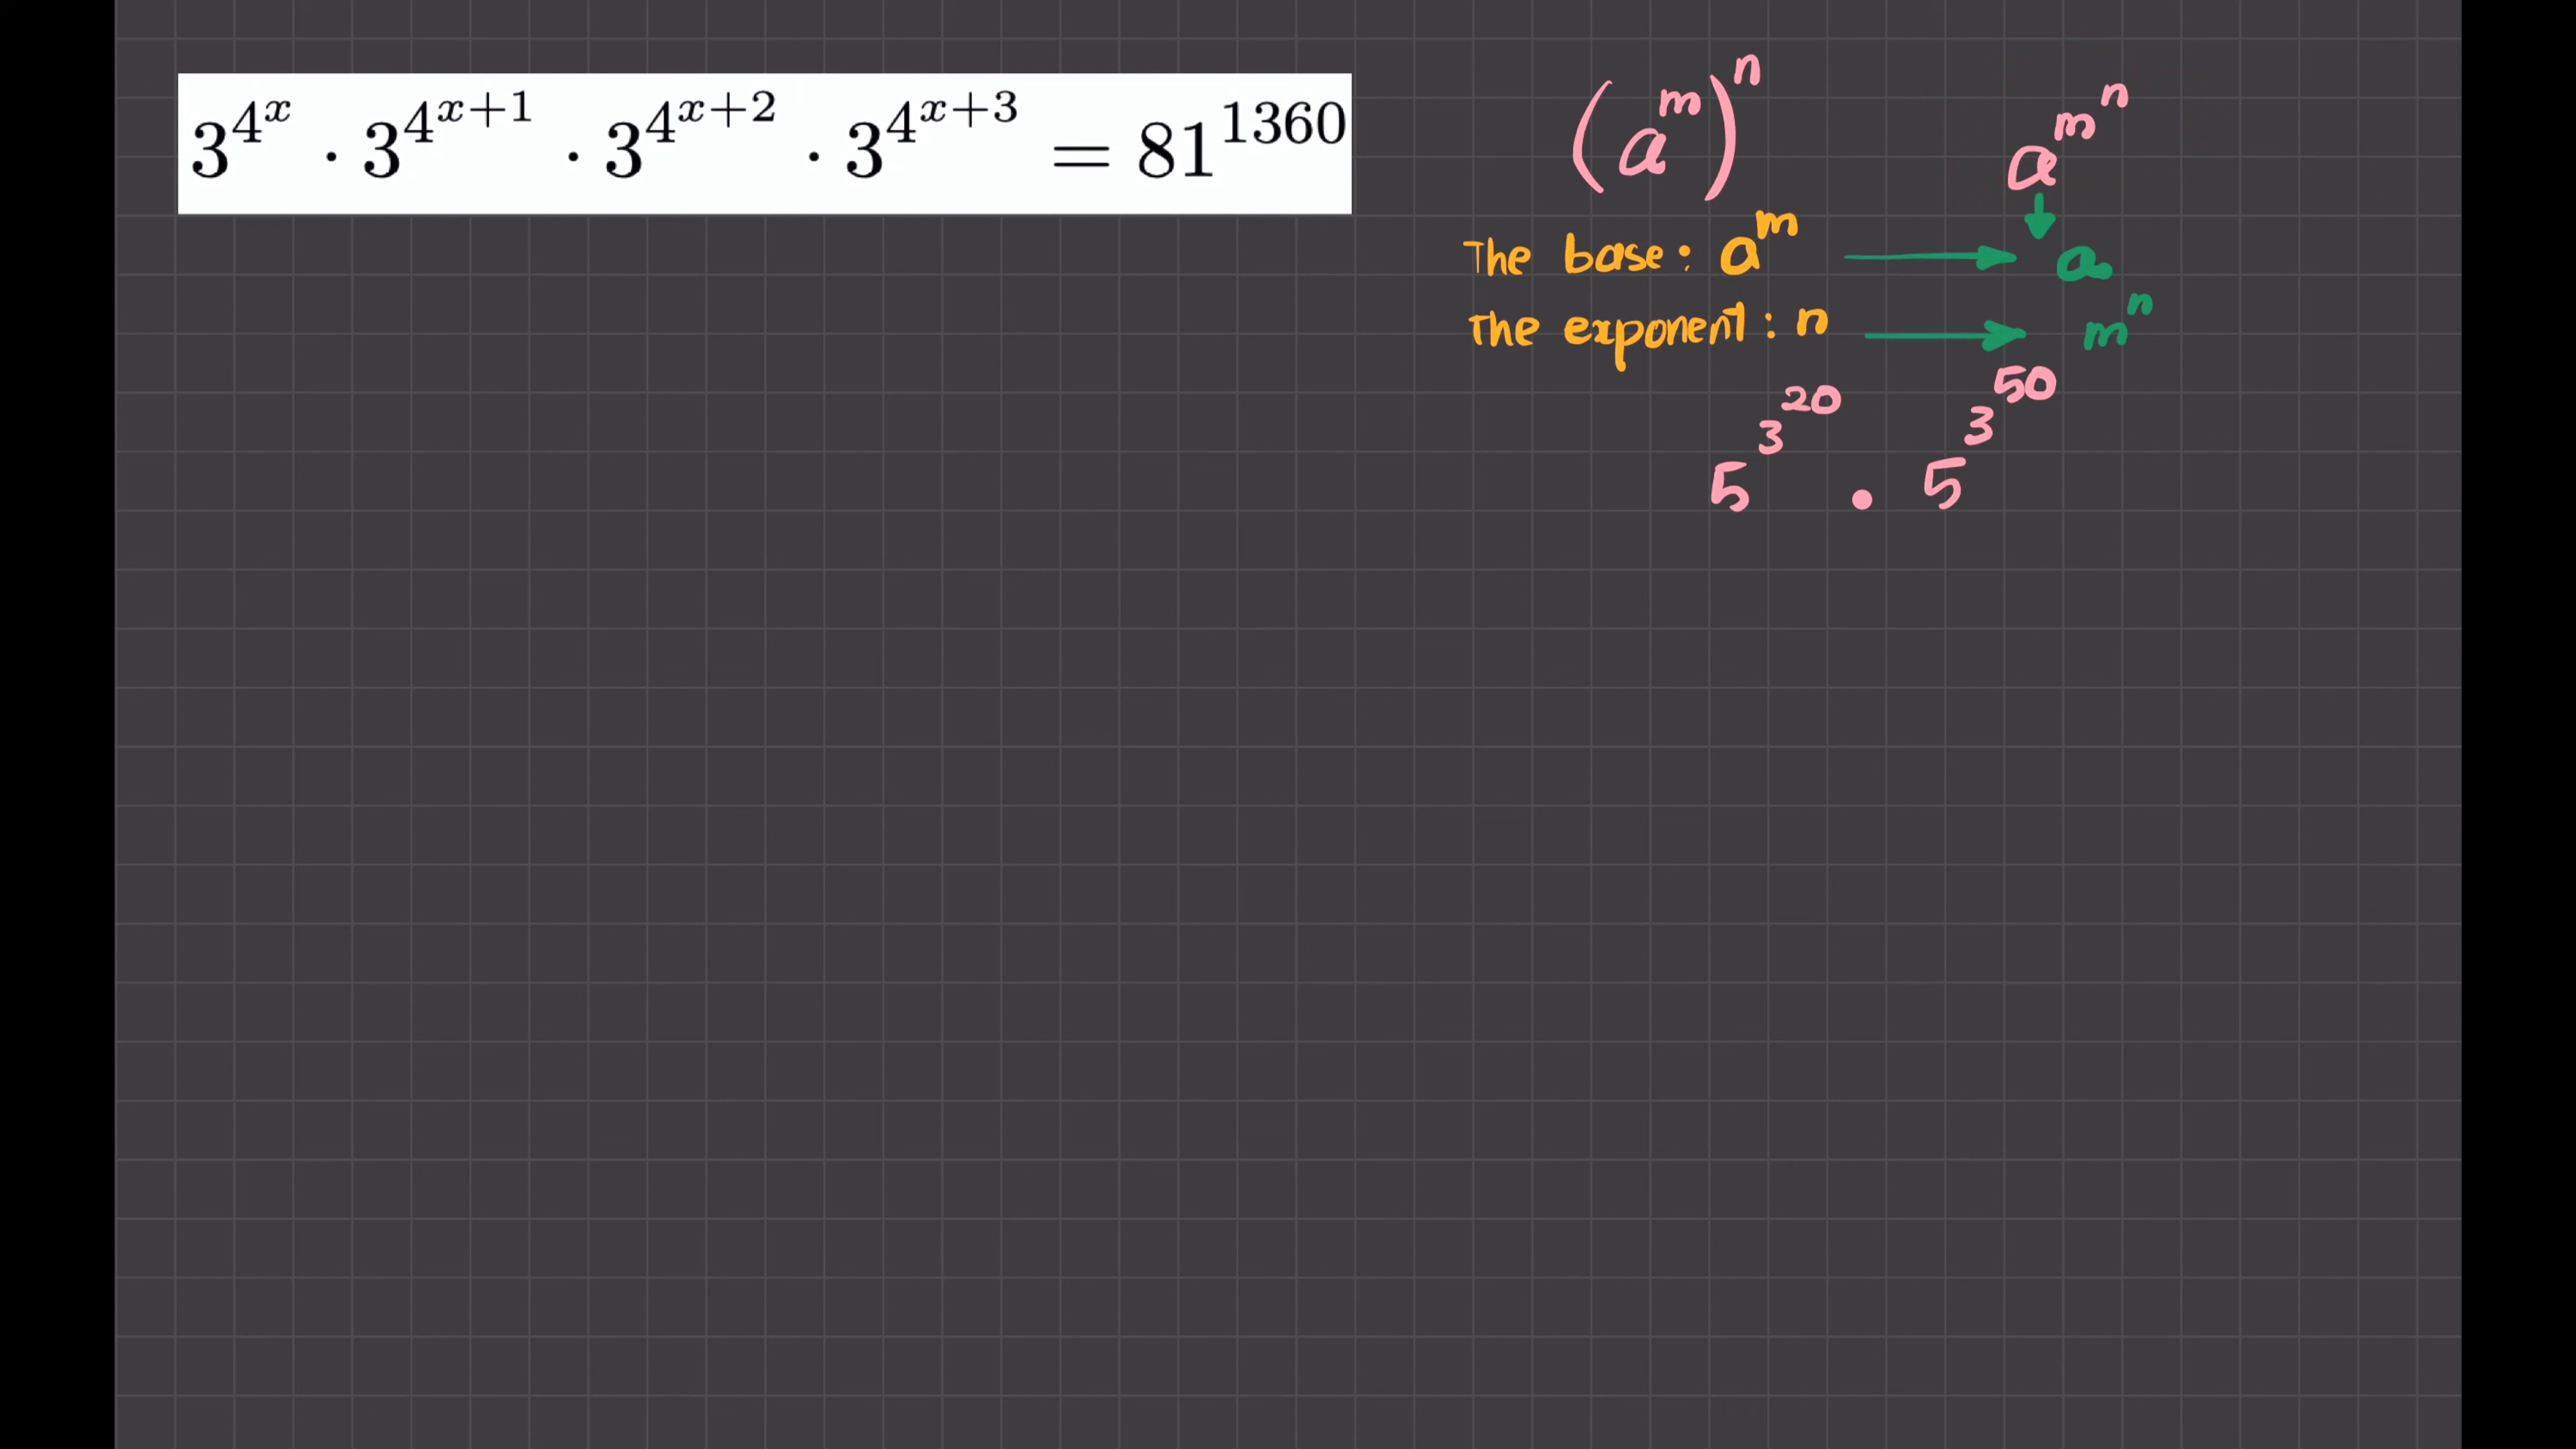 3^{4^x} · 3^{4^{x+1}} · 3^{4^{x+2}} · 3^{4^{x+3}} = 81^{1360}
(a^m)^n a^{m^n}
The base: a^m → a
The exponent: n → m^n
5^{3^{20}} · 5^{3^{50}}